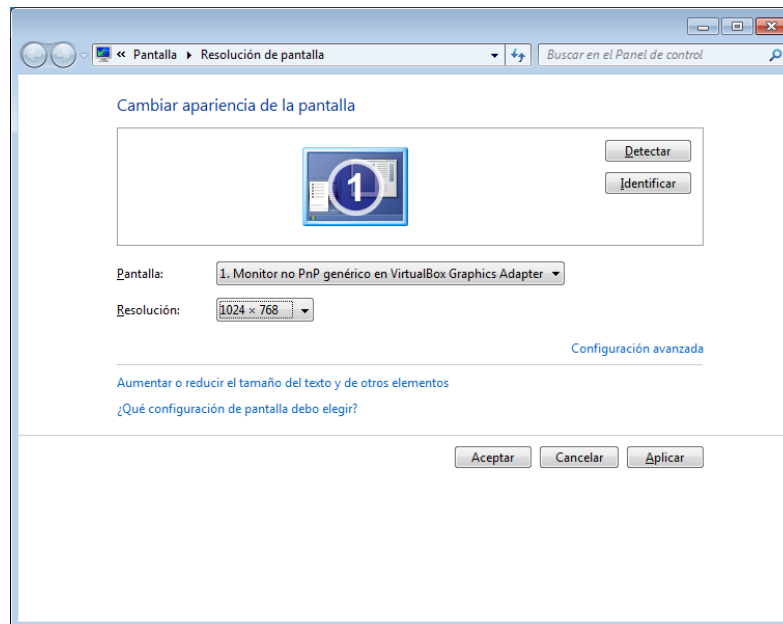 « Pantalla Resolución de pantalla Buscar en el Panel de control
Cambiar apariencia de la pantalla
1
Detectar
Identificar
Pantalla: 1. Monitor no PnP genérico en VirtualBox Graphics Adapter
Resolución: 1024 × 768
Configuración avanzada
Aumentar o reducir el tamaño del texto y de otros elementos
¿Qué configuración de pantalla debo elegir?
Aceptar Cancelar Aplicar